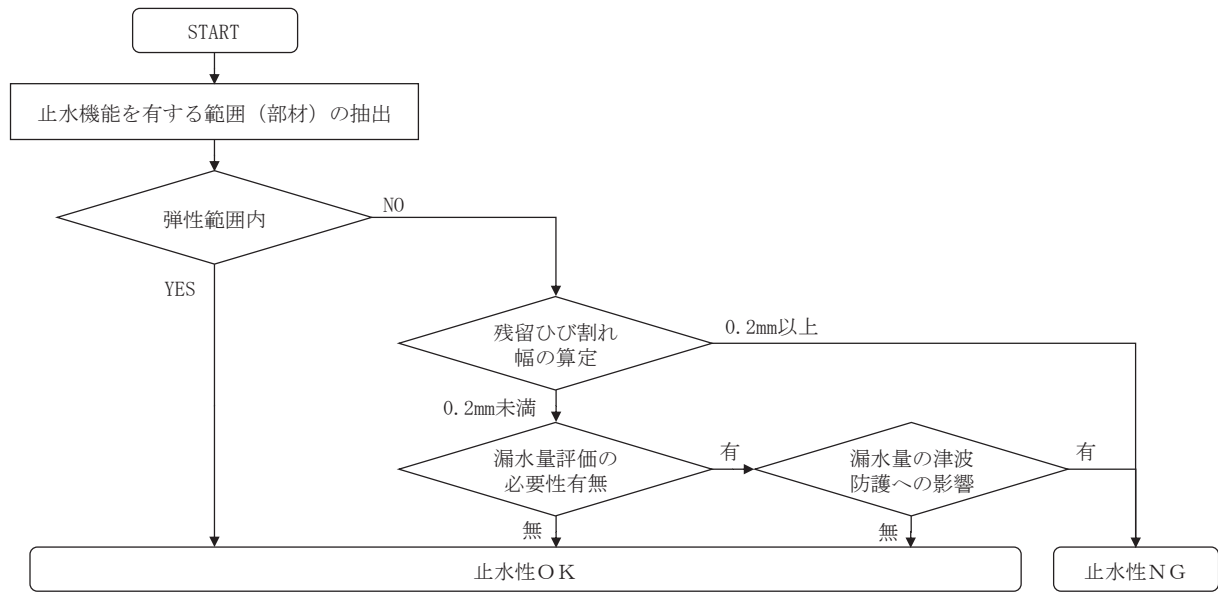 START
止水機能を有する範囲（部材）の抽出
弾性範囲内
NO
YES
残留ひび割れ
幅の算定
0.2mm以上
0.2mm未満
漏水量評価の
必要性有無
有
漏水量の津波
防護への影響
有
無
無
止水性ＯＫ
止水性ＮＧ